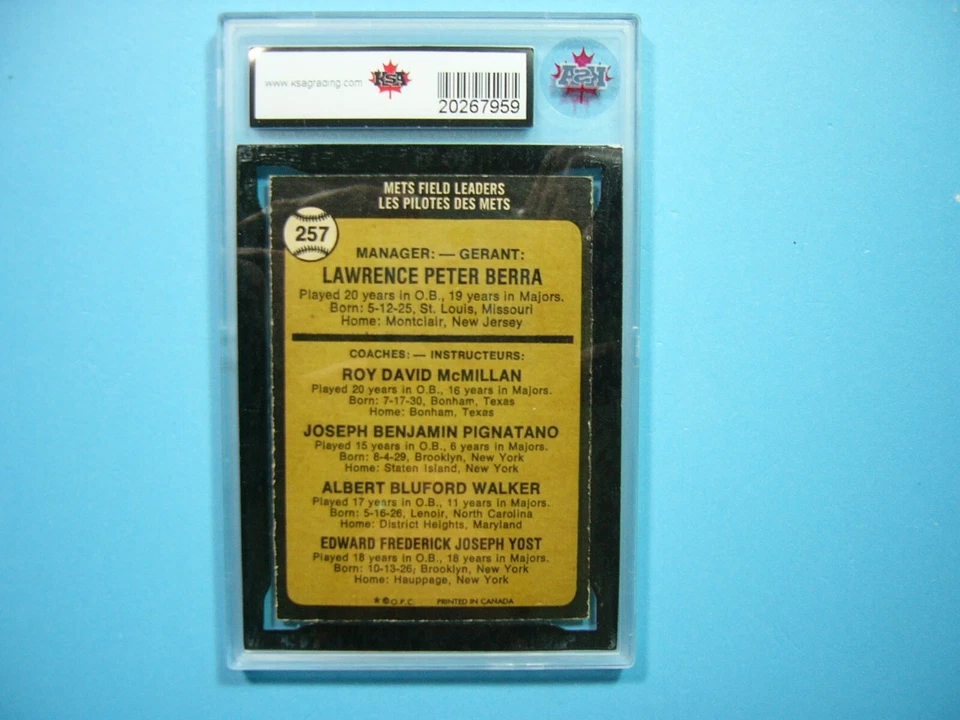 www.ksagrading.com
KSA
20267959
KSA
METS FIELD LEADERS
LES PILOTES DES METS
257
MANAGER: — GERANT:
LAWRENCE PETER BERRA
Played 20 years in O.B., 19 years in Majors.
Born: 5-12-25, St. Louis, Missouri
Home: Montclair, New Jersey
COACHES: — INSTRUCTEURS:
ROY DAVID McMILLAN
Played 20 years in O.B., 16 years in Majors.
Born: 7-17-30, Bonham, Texas
Home: Bonham, Texas
JOSEPH BENJAMIN PIGNATANO
Played 15 years in O.B., 6 years in Majors.
Born: 8-4-29, Brooklyn, New York
Home: Staten Island, New York
ALBERT BLUFORD WALKER
Played 17 years in O.B., 11 years in Majors.
Born: 5-16-26, Lenoir, North Carolina
Home: District Heights, Maryland
EDWARD FREDERICK JOSEPH YOST
Played 18 years in O.B., 18 years in Majors.
Born: 10-13-26, Brooklyn, New York
Home: Hauppage, New York
* © O.P.C. PRINTED IN CANADA